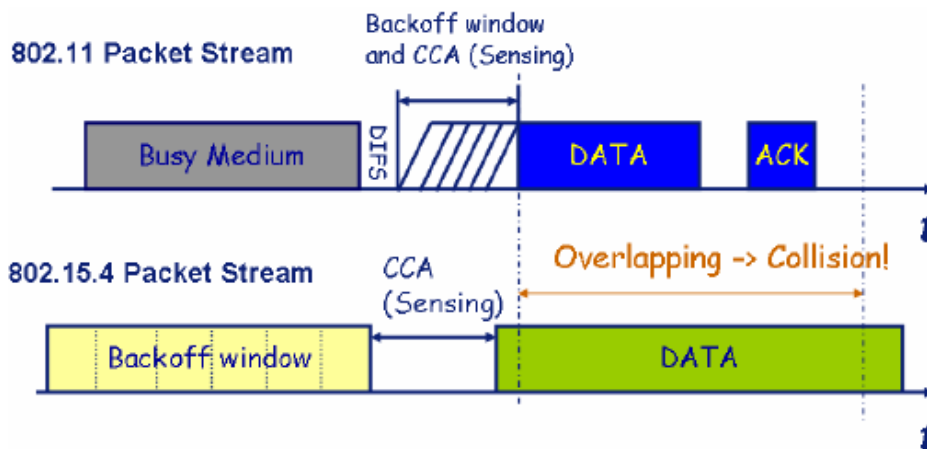 Backoff window
and CCA (Sensing)
802.11 Packet Stream
Busy Medium
DIFS
DATA
ACK
t
802.15.4 Packet Stream
CCA
(Sensing)
Overlapping -> Collision!
Backoff window
DATA
t